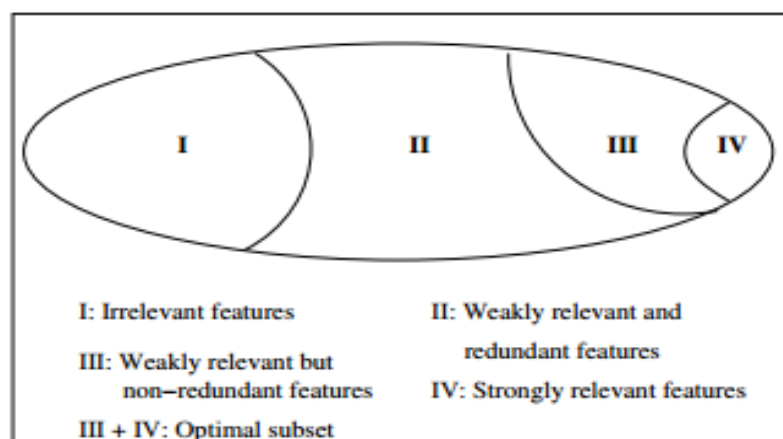 I
II
III
IV
I: Irrelevant features
II: Weakly relevant and
redundant features
III: Weakly relevant but
non−redundant features
IV: Strongly relevant features
III + IV: Optimal subset